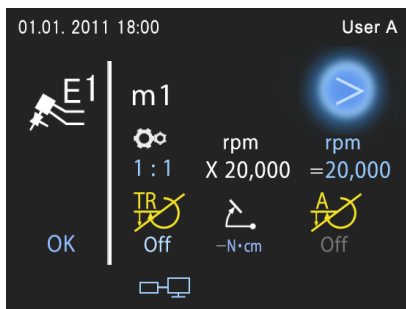 01.01. 2011 18:00 User A
E1
m1
>
rpm rpm
1 : 1 X 20,000 =20,000
TR A
OK Off –N·cm Off